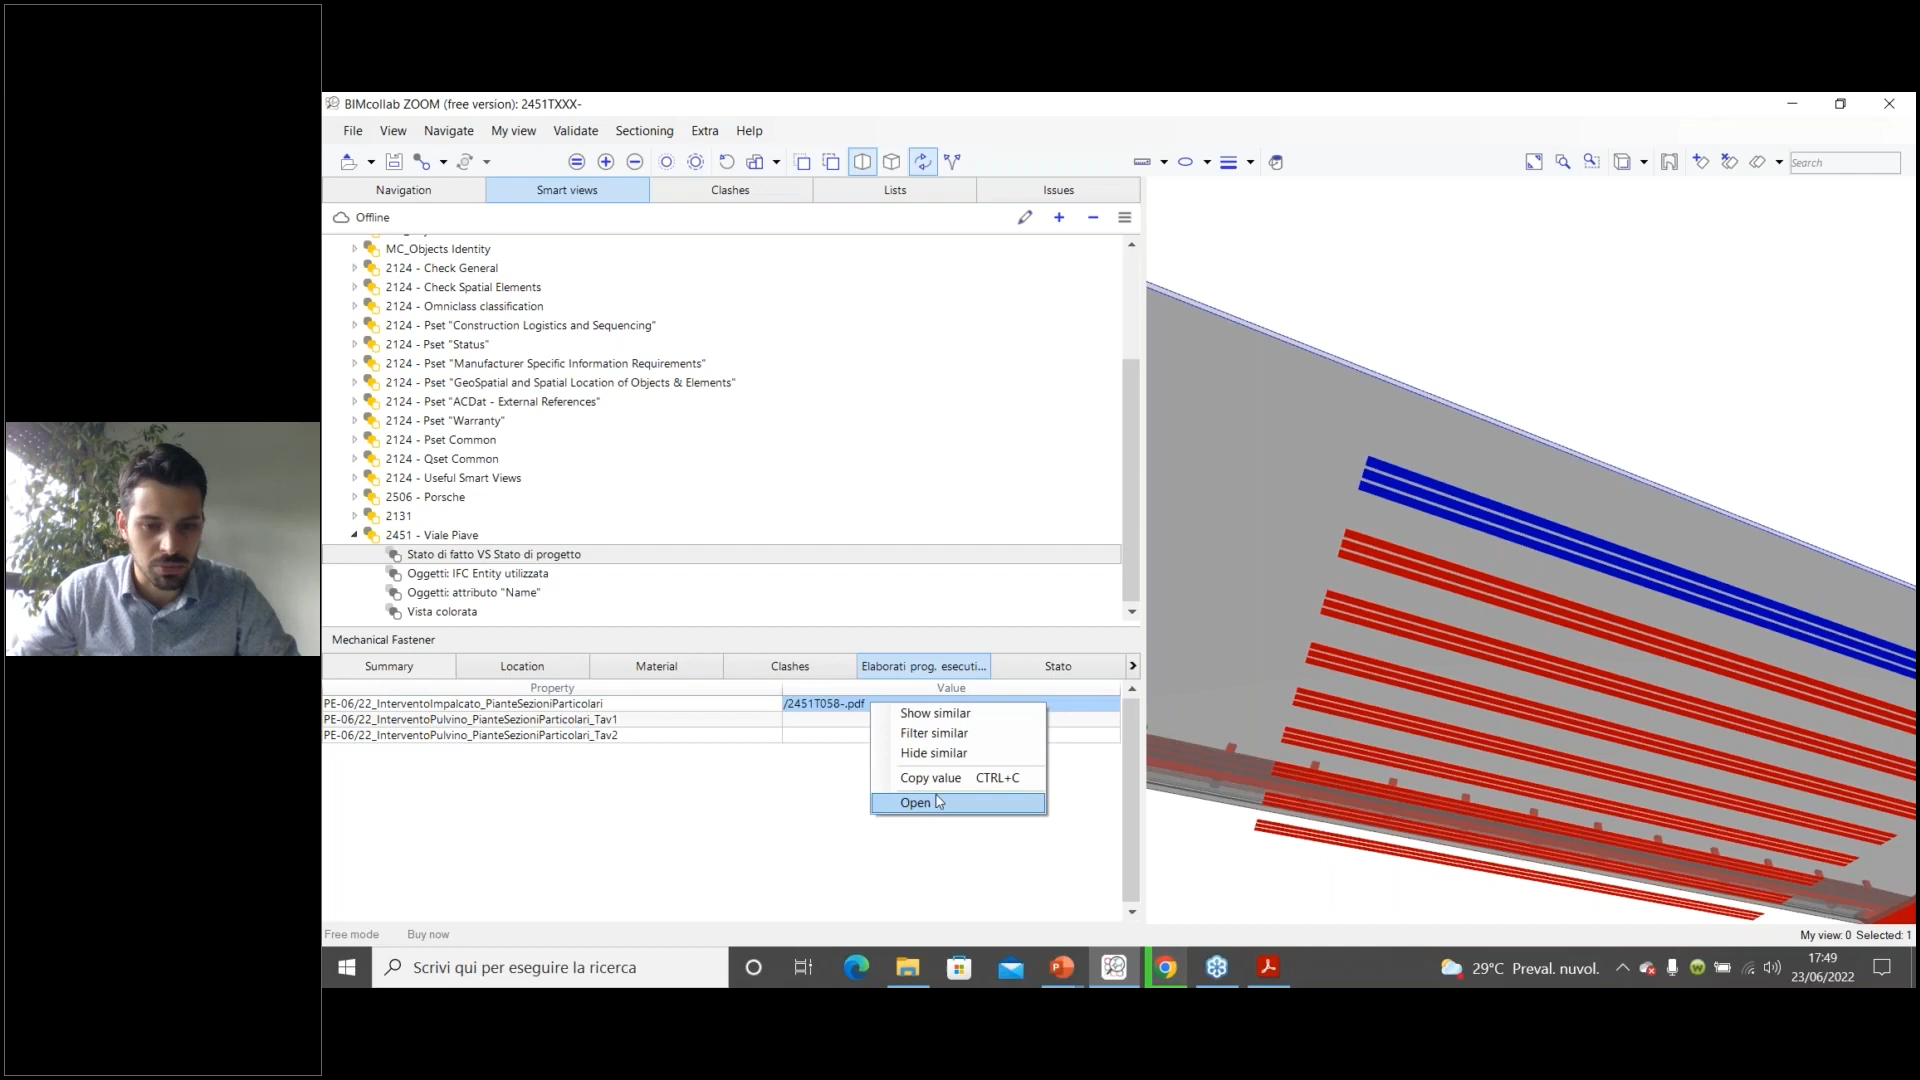 BIMcollab ZOOM (free version): 2451TXXX-
File View Navigate My view Validate Sectioning Extra Help
Search
Navigation Smart views Clashes Lists Issues
Offline
MC_Objects Identity
2124 - Check General
2124 - Check Spatial Elements
2124 - Omniclass classification
2124 - Pset "Construction Logistics and Sequencing"
2124 - Pset "Status"
2124 - Pset "Manufacturer Specific Information Requirements"
2124 - Pset "GeoSpatial and Spatial Location of Objects & Elements"
2124 - Pset "ACDat - External References"
2124 - Pset "Warranty"
2124 - Pset Common
2124 - Qset Common
2124 - Useful Smart Views
2506 - Porsche
2131
2451 - Viale Piave
Stato di fatto VS Stato di progetto
Oggetti: IFC Entity utilizzata
Oggetti: attributo "Name"
Vista colorata
Mechanical Fastener
Summary Location Material Clashes Elaborati prog. esecuti... Stato
Property Value
PE-06/22_InterventoImpalcato_PianteSezioniParticolari /2451T058-.pdf
PE-06/22_InterventoPulvino_PianteSezioniParticolari_Tav1
PE-06/22_InterventoPulvino_PianteSezioniParticolari_Tav2
Show similar
Filter similar
Hide similar
Copy value CTRL+C
Open
Free mode Buy now
My view: 0 Selected: 1
Scrivi qui per eseguire la ricerca
29°C Preval. nuvol.
17:49
23/06/2022